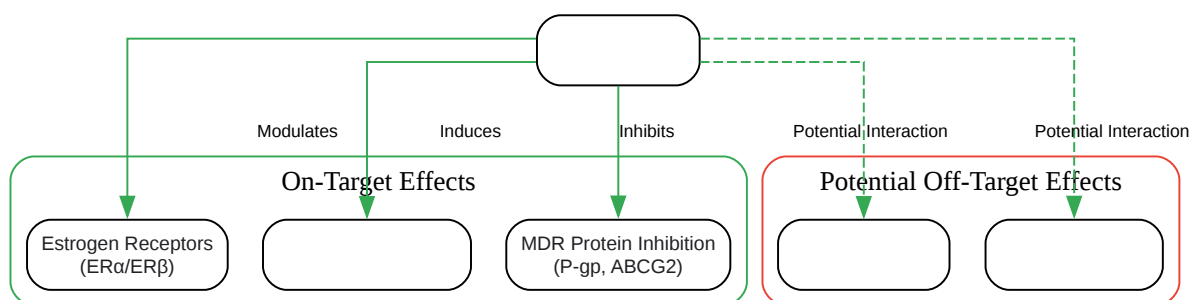 Modulates
Induces
Inhibits
Potential Interaction
Potential Interaction
On-Target Effects
Potential Off-Target Effects
Estrogen Receptors
(ERα/ERβ)
MDR Protein Inhibition
(P-gp, ABCG2)